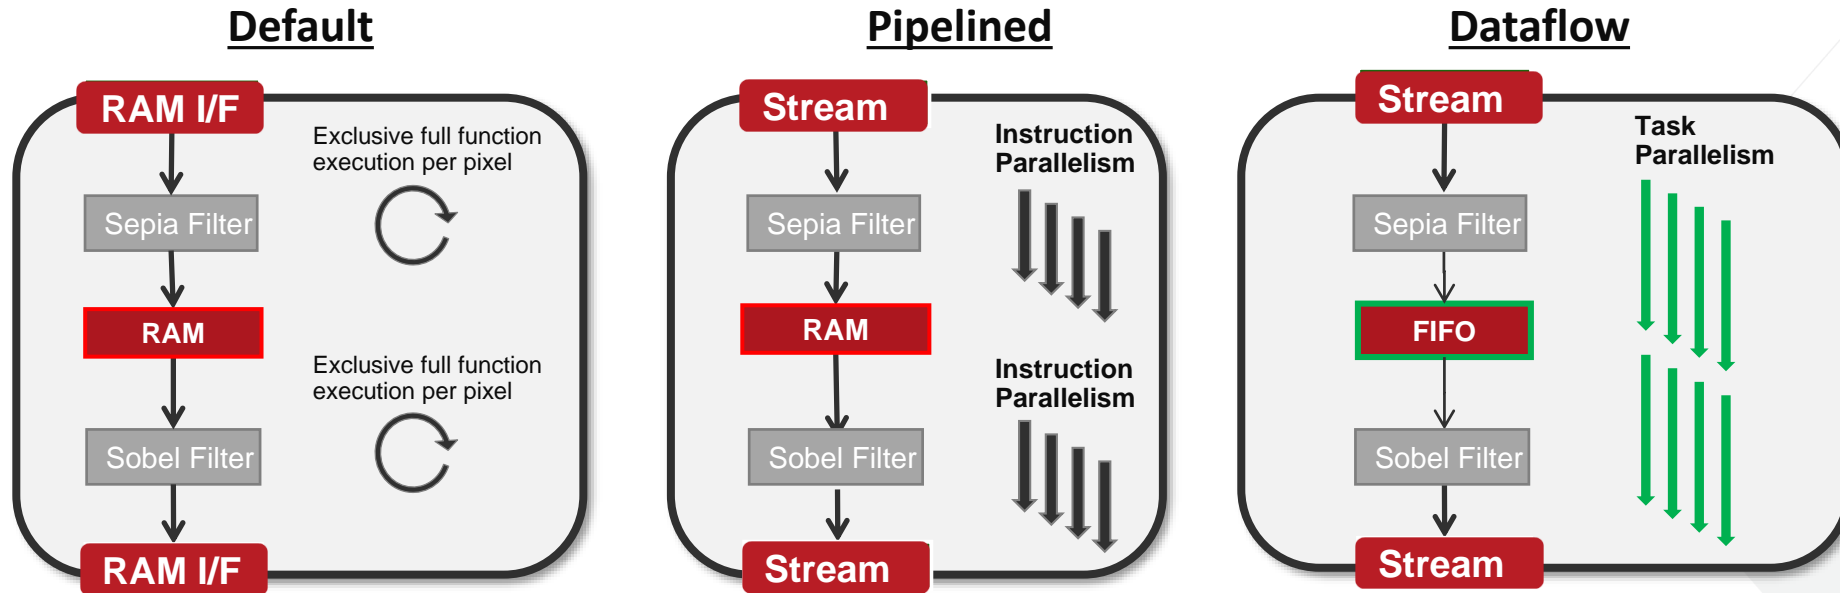 Default
RAM I/F
Exclusive full function
execution per pixel
Sepia Filter
RAM
Exclusive full function
execution per pixel
Sobel Filter
RAM I/F
Pipelined
Stream
Instruction
Parallelism
Sepia Filter
RAM
Instruction
Parallelism
Sobel Filter
Stream
Dataflow
Stream
Task
Parallelism
Sepia Filter
FIFO
Sobel Filter
Stream